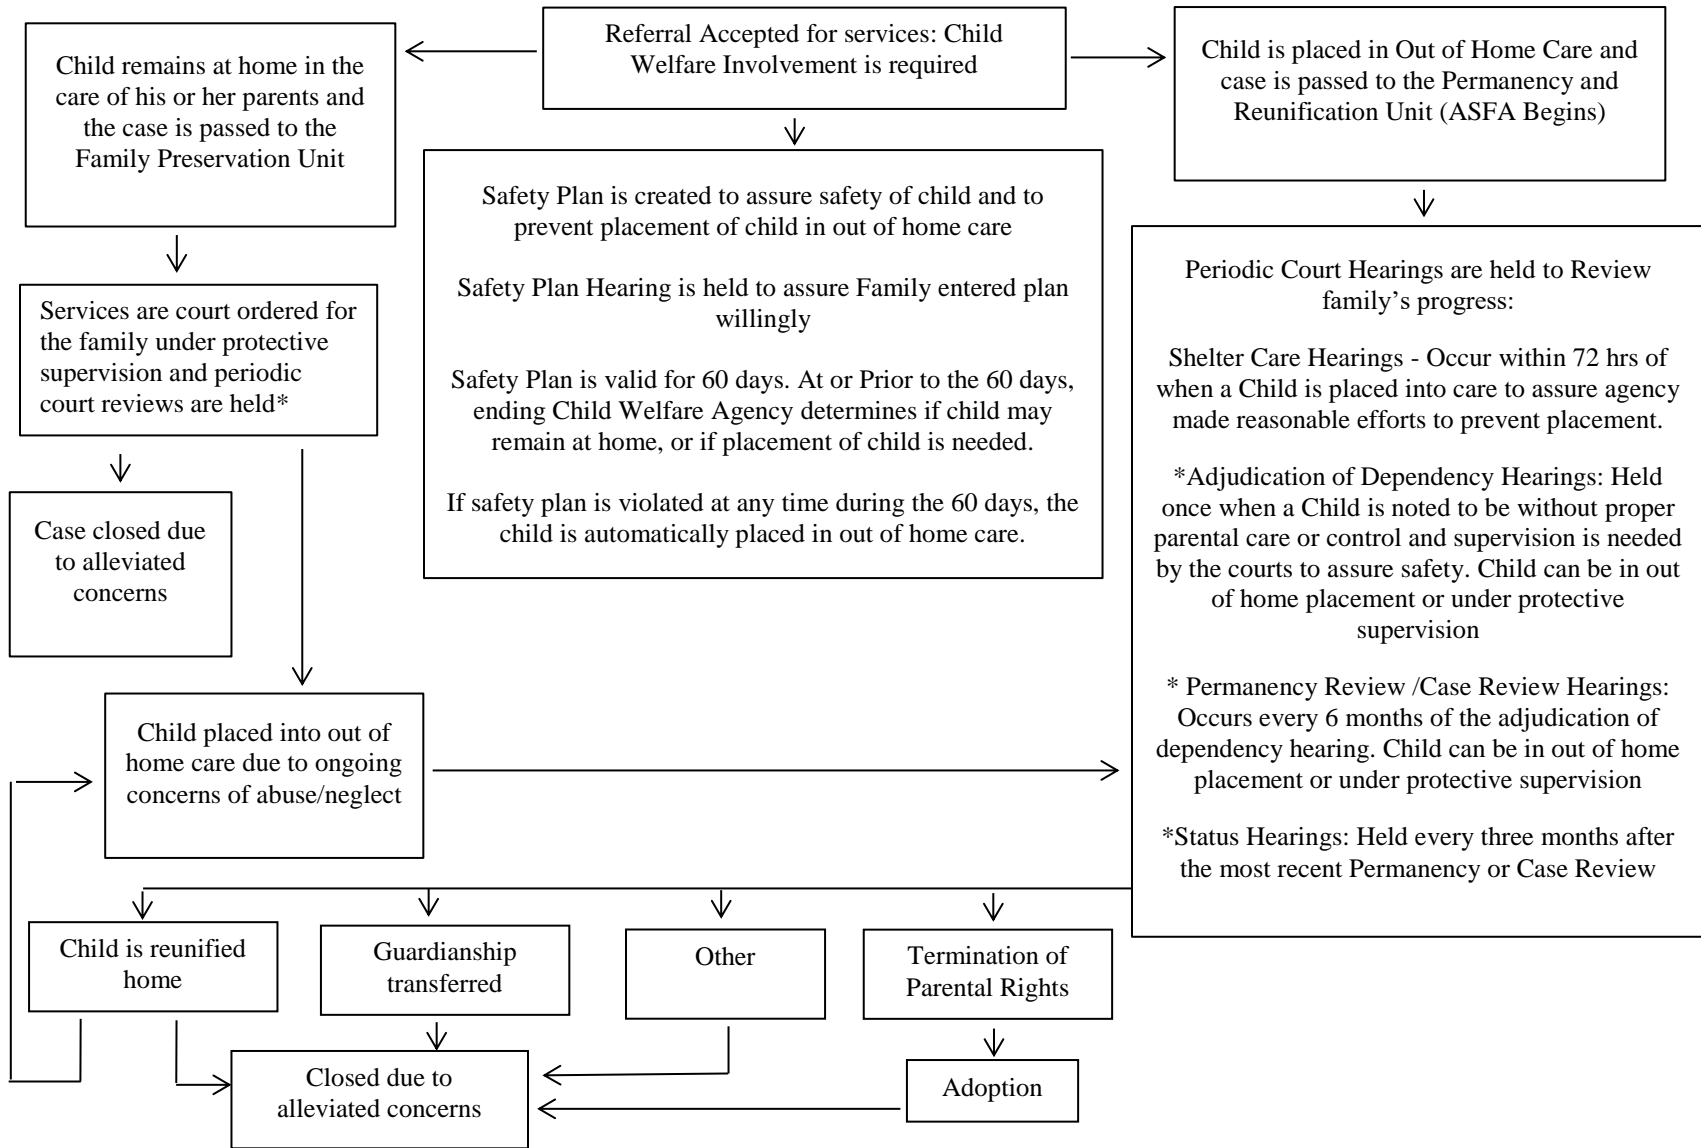 Referral Accepted for services: Child
Welfare Involvement is required
Child remains at home in the
care of his or her parents and
the case is passed to the
Family Preservation Unit
Child is placed in Out of Home Care and
case is passed to the Permanency and
Reunification Unit (ASFA Begins)
Safety Plan is created to assure safety of child and to
prevent placement of child in out of home care
Safety Plan Hearing is held to assure Family entered plan
willingly
Safety Plan is valid for 60 days. At or Prior to the 60 days,
ending Child Welfare Agency determines if child may
remain at home, or if placement of child is needed.
If safety plan is violated at any time during the 60 days, the
child is automatically placed in out of home care.
Services are court ordered for
the family under protective
supervision and periodic
court reviews are held*
Case closed due
to alleviated
concerns
Periodic Court Hearings are held to Review
family’s progress:
Shelter Care Hearings - Occur within 72 hrs of
when a Child is placed into care to assure agency
made reasonable efforts to prevent placement.
*Adjudication of Dependency Hearings: Held
once when a Child is noted to be without proper
parental care or control and supervision is needed
by the courts to assure safety. Child can be in out
of home placement or under protective
supervision
* Permanency Review /Case Review Hearings:
Occurs every 6 months of the adjudication of
dependency hearing. Child can be in out of home
placement or under protective supervision
*Status Hearings: Held every three months after
the most recent Permanency or Case Review
Child placed into out of
home care due to ongoing
concerns of abuse/neglect
Child is reunified
home
Guardianship
transferred
Other
Termination of
Parental Rights
Closed due to
alleviated concerns
Adoption